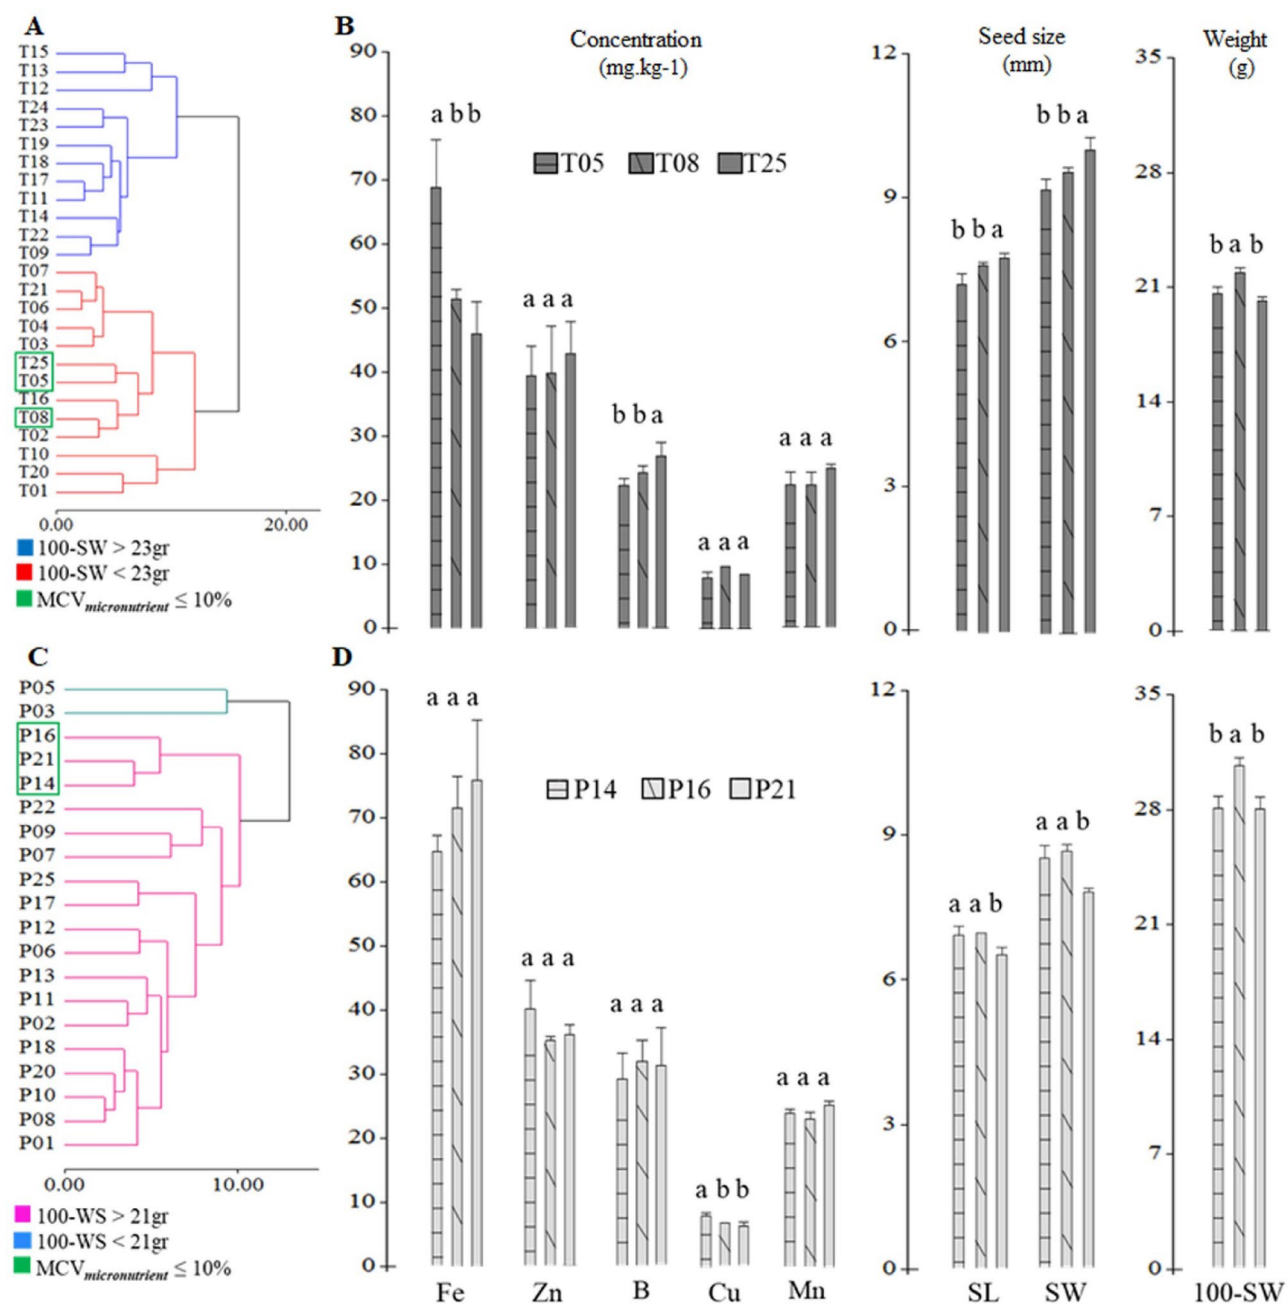 A
T15
T13
T12
T24
T23
T19
T18
T17
T11
T14
T22
T09
T07
T21
T06
T04
T03
T25
T05
T16
T08
T02
T10
T20
T01
0.00 20.00
100-SW > 23gr
100-SW < 23gr
MCVmicronutrient ≤ 10%
B
Concentration
(mg.kg-1)
Seed size
(mm)
Weight
(g)
90
80
70
60
50
40
30
20
10
0
a b b
a a a
b b a
a a a
a a a
T05 T08 T25
12
9
6
3
0
b b a
b b a
35
28
21
14
7
0
b a b
C
P05
P03
P16
P21
P14
P22
P09
P07
P25
P17
P12
P06
P13
P11
P02
P18
P20
P10
P08
P01
0.00 10.00
100-WS > 21gr
100-WS < 21gr
MCVmicronutrient ≤ 10%
D
90
80
70
60
50
40
30
20
10
0
a a a
a a a
a a a
a b b
a a a
P14 P16 P21
Fe Zn B Cu Mn
12
9
6
3
0
a a b
a a b
SL SW
35
28
21
14
7
0
b a b
100-SW